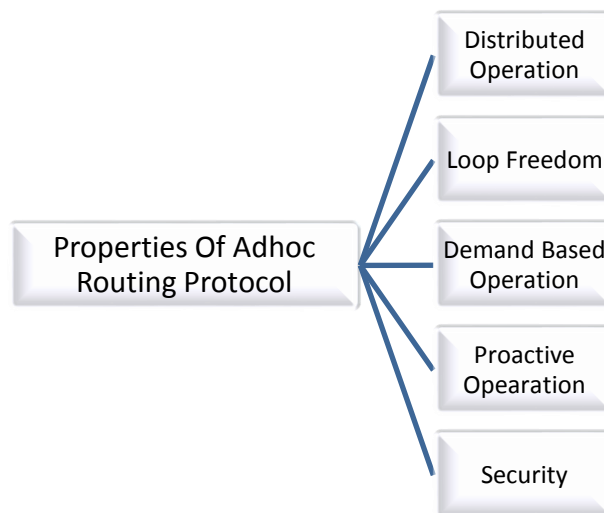 Distributed
Operation
Loop Freedom
Properties Of Adhoc
Routing Protocol
Demand Based
Operation
Proactive
Opearation
Security